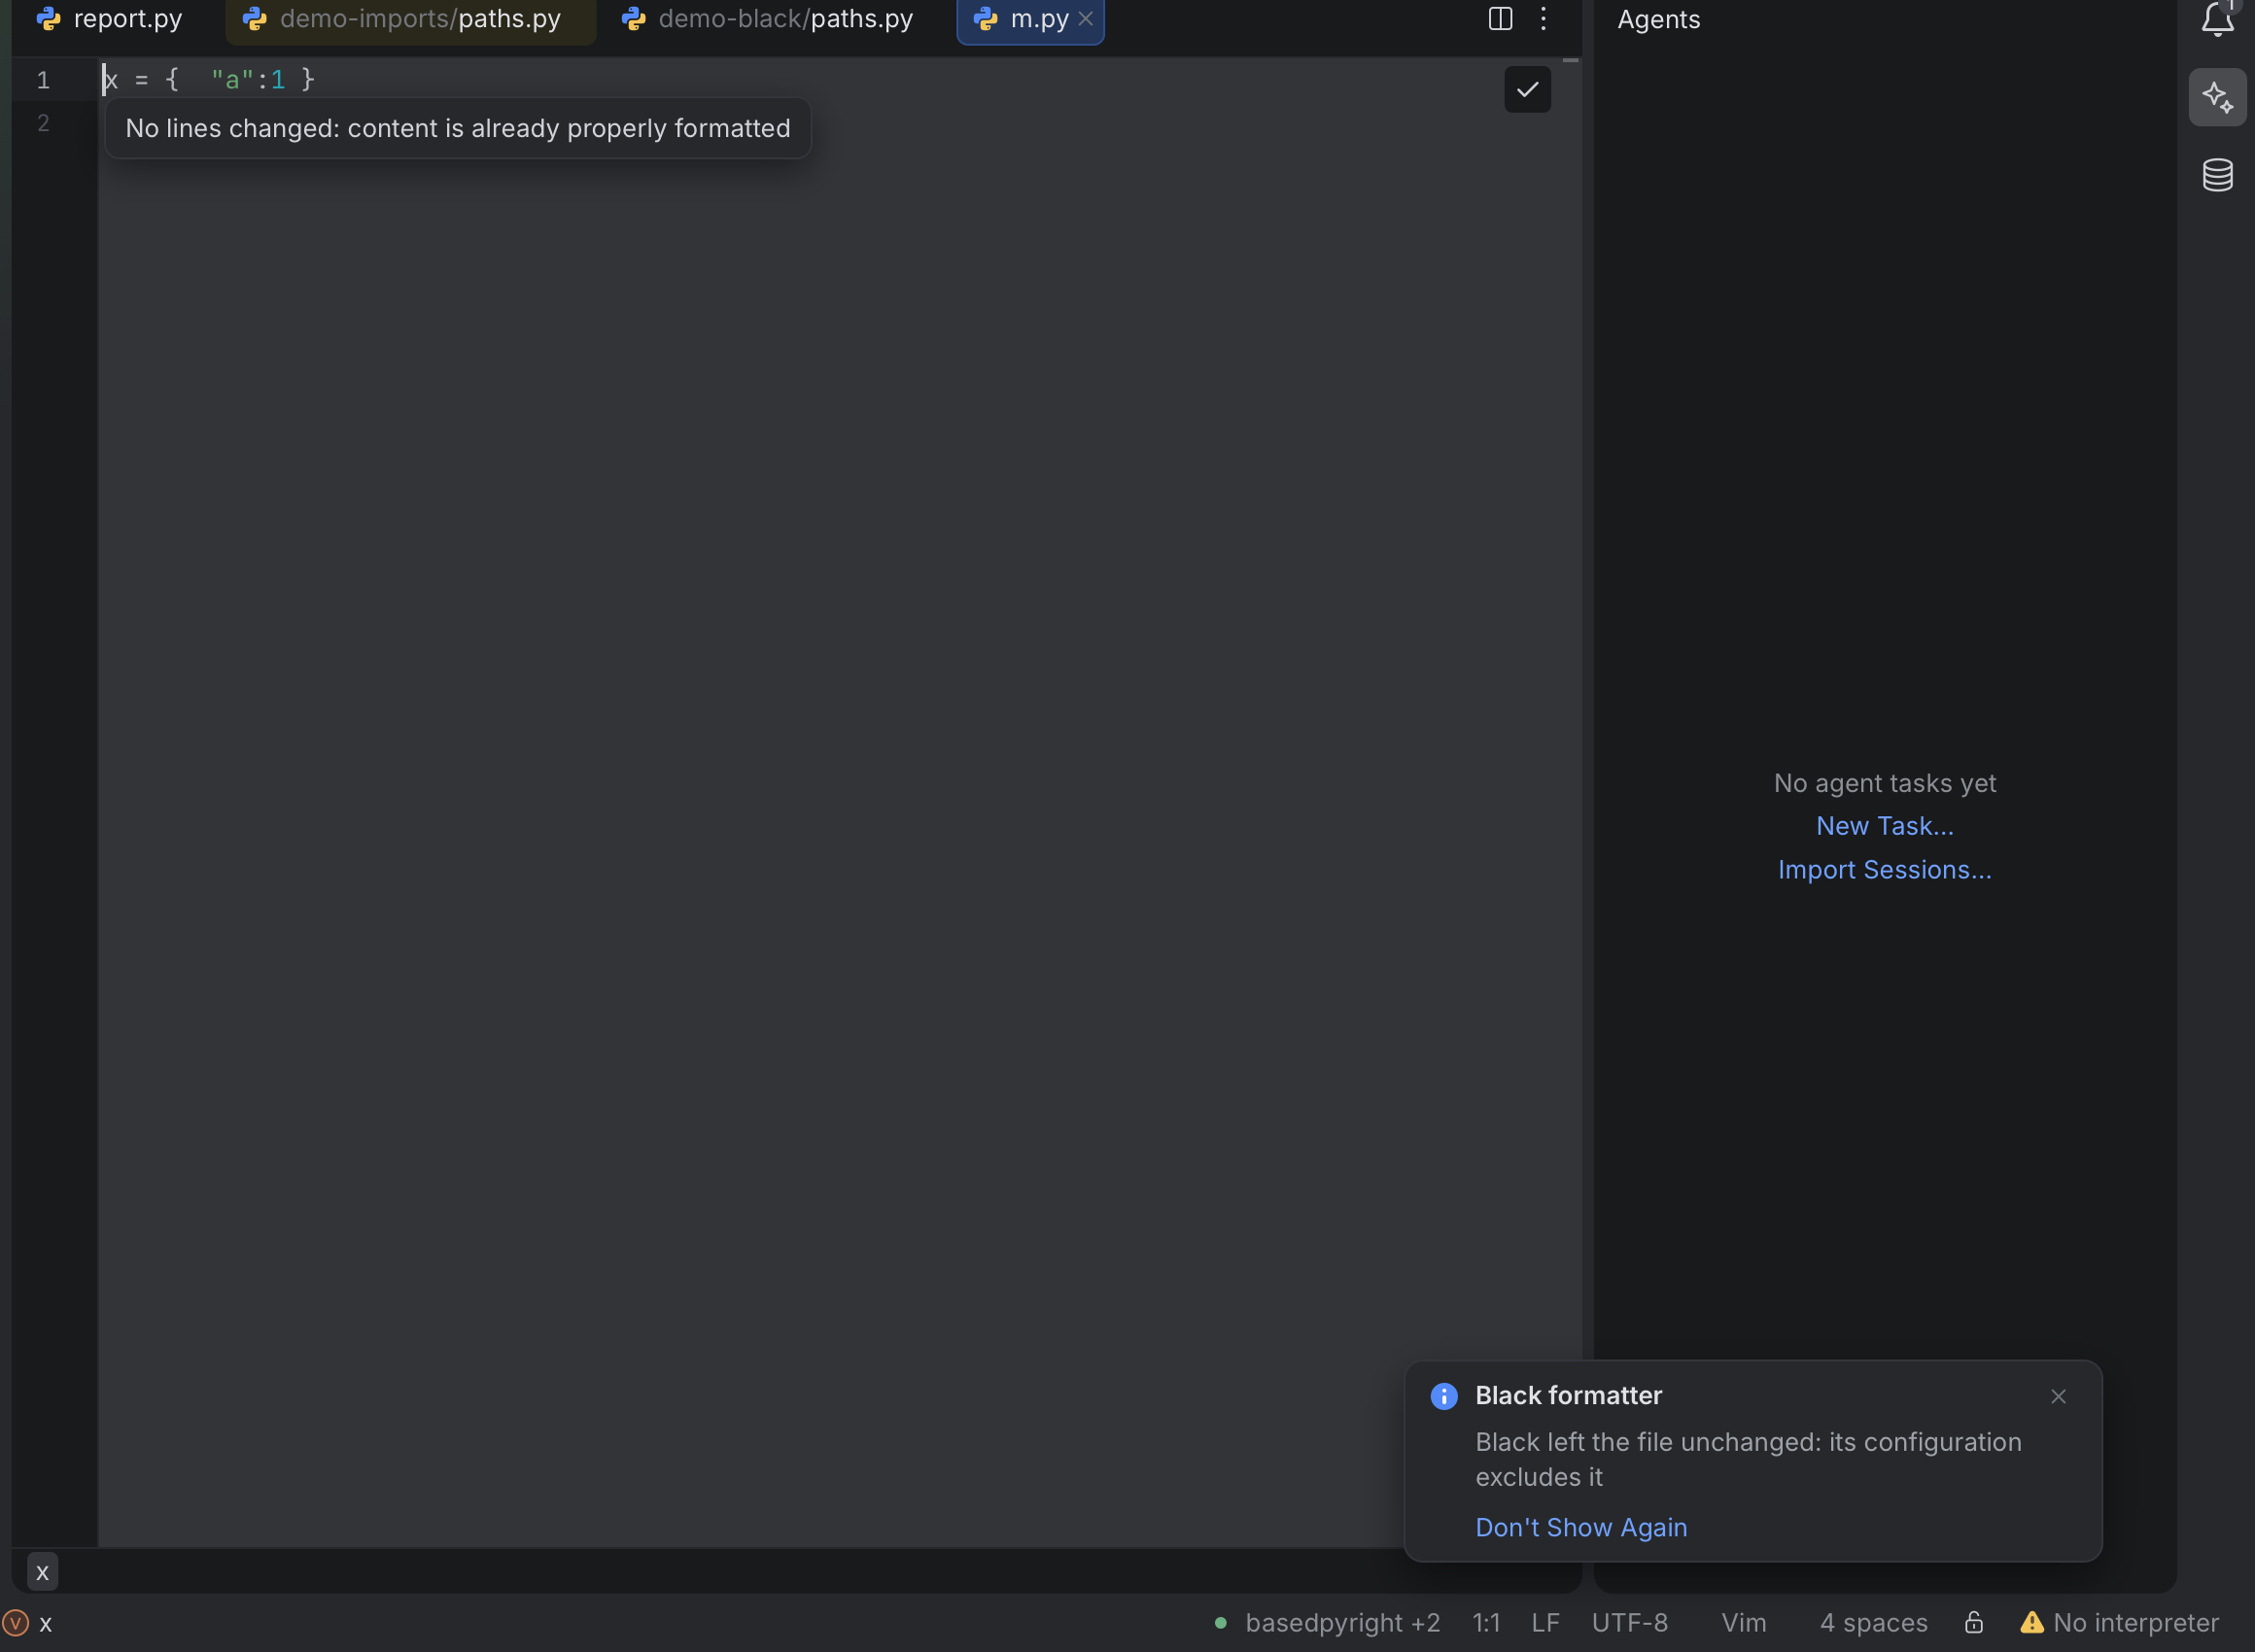 report.py demo-imports/paths.py demo-black/paths.py m.py
Agents
1
1 x = {  "a":1 }
2
No lines changed: content is already properly formatted
No agent tasks yet
New Task...
Import Sessions...
Black formatter
Black left the file unchanged: its configuration
excludes it
Don't Show Again
x
V x basedpyright +2 1:1 LF UTF-8 Vim 4 spaces No interpreter